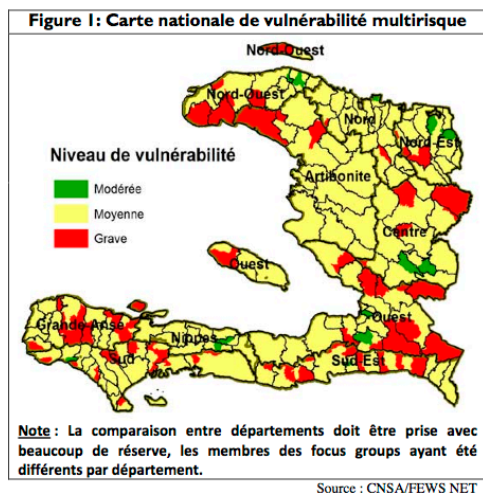 Figure 1: Carte nationale de vulnérabilité multirisque
Nord-Ouest
Nord-Ouest
Nord
Nord-Est
Niveau de vulnérabilité
Modérée
Moyenne
Grave
Artibonite
Centre
Ouest
Ouest
Grande-Anse
Nippes
Sud
Sud-Est
Note : La comparaison entre départements doit être prise avec
beaucoup de réserve, les membres des focus groups ayant été
différents par département.
Source : CNSA/FEWS NET